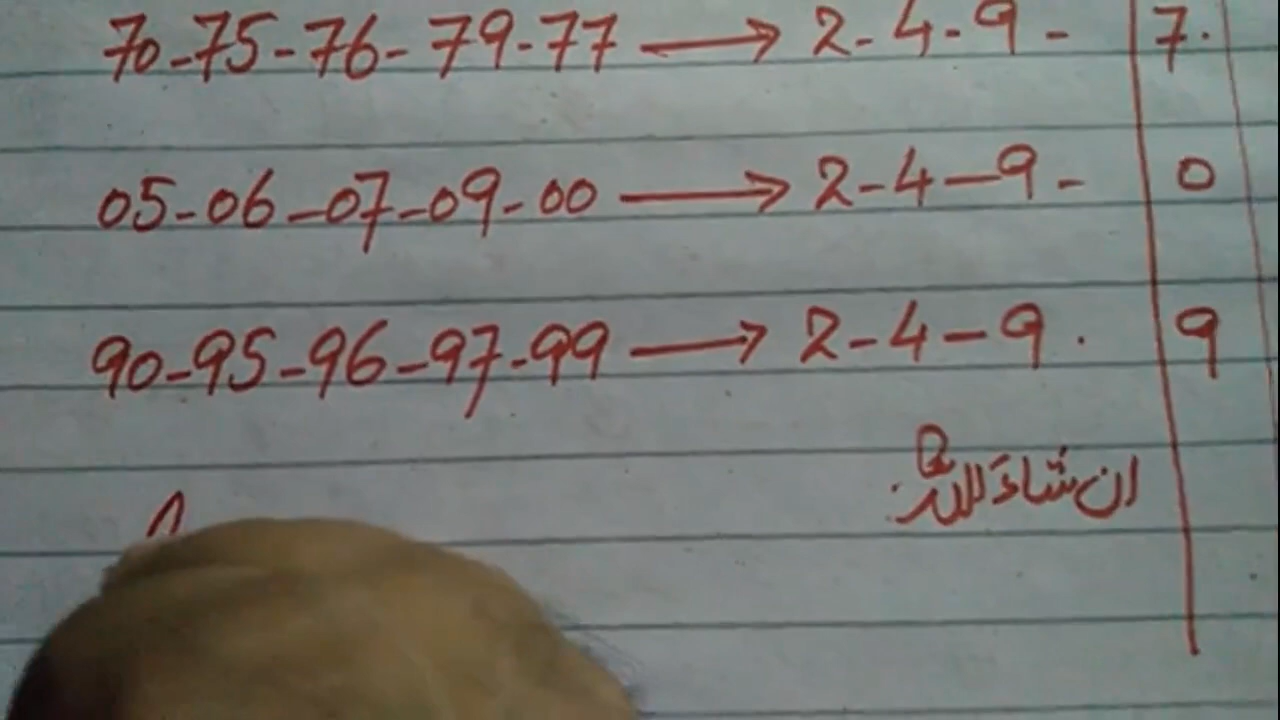 70-75-76-79-77 → 2-4-9- 7.
05-06-07-09-00 → 2-4-9- 0
90-95-96-97-99 → 2-4-9. 9
ان شاءَ اللہ